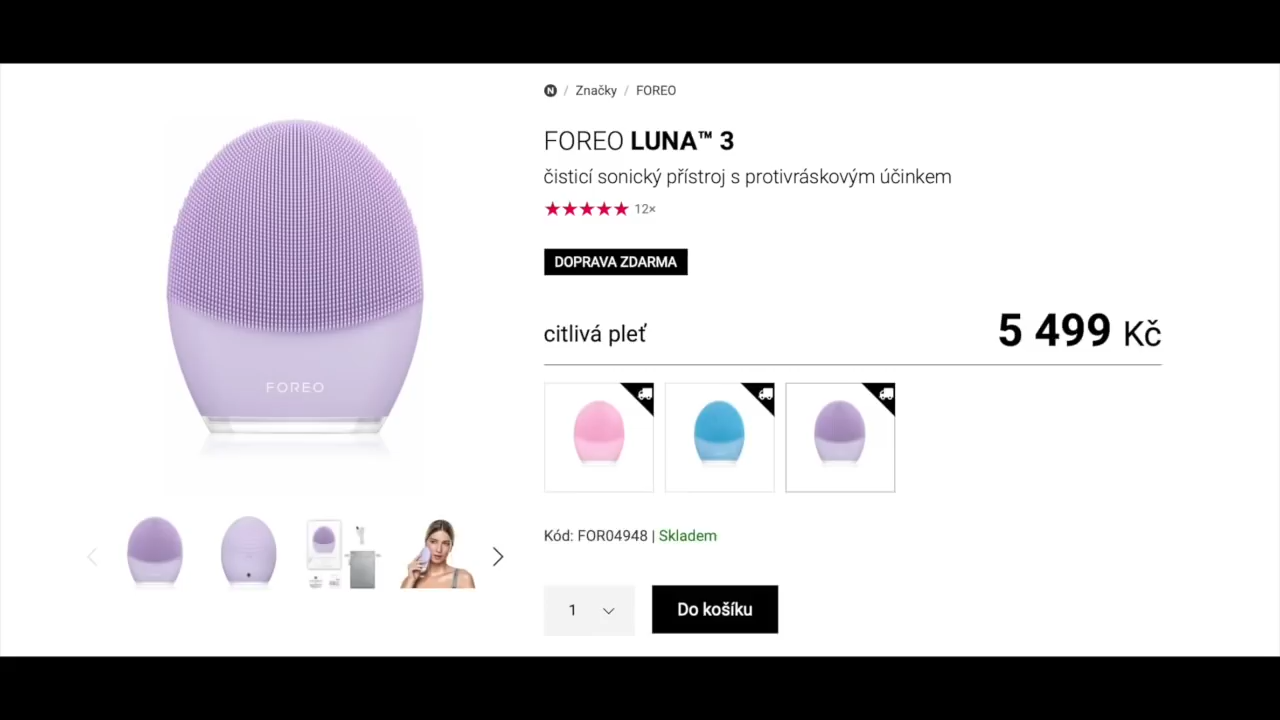 N / Značky / FOREO
FOREO LUNA™ 3
čisticí sonický přístroj s protivráskovým účinkem
12×
DOPRAVA ZDARMA
citlivá pleť
5 499 Kč
FOREO
Kód: FOR04948 | Skladem
1
Do košíku